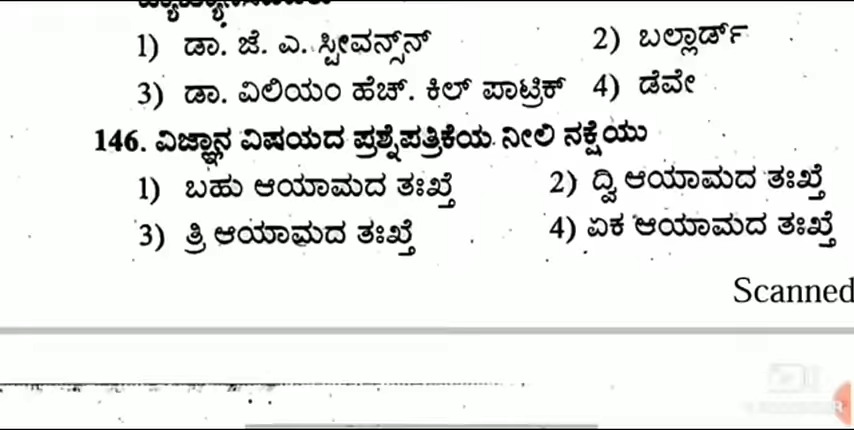 1) ಡಾ. ಜೆ. ಎ. ಸ್ಟೀವನ್ಸ್‌ನ್ 2) ಬಲ್ಲಾರ್ಡ್
3) ಡಾ. ವಿಲಿಯಂ ಹೆಚ್. ಕಿಲ್ ಪಾಟ್ರಿಕ್ 4) ಡೆವೇ
146. ವಿಜ್ಞಾನ ವಿಷಯದ ಪ್ರಶ್ನೆಪತ್ರಿಕೆಯ ನೀಲಿ ನಕ್ಷೆಯು
1) ಬಹು ಆಯಾಮದ ತಃಖ್ತೆ 2) ದ್ವಿ ಆಯಾಮದ ತಃಖ್ತೆ
3) ತ್ರಿ ಆಯಾಮದ ತಃಖ್ತೆ 4) ಏಕ ಆಯಾಮದ ತಃಖ್ತೆ
Scanned